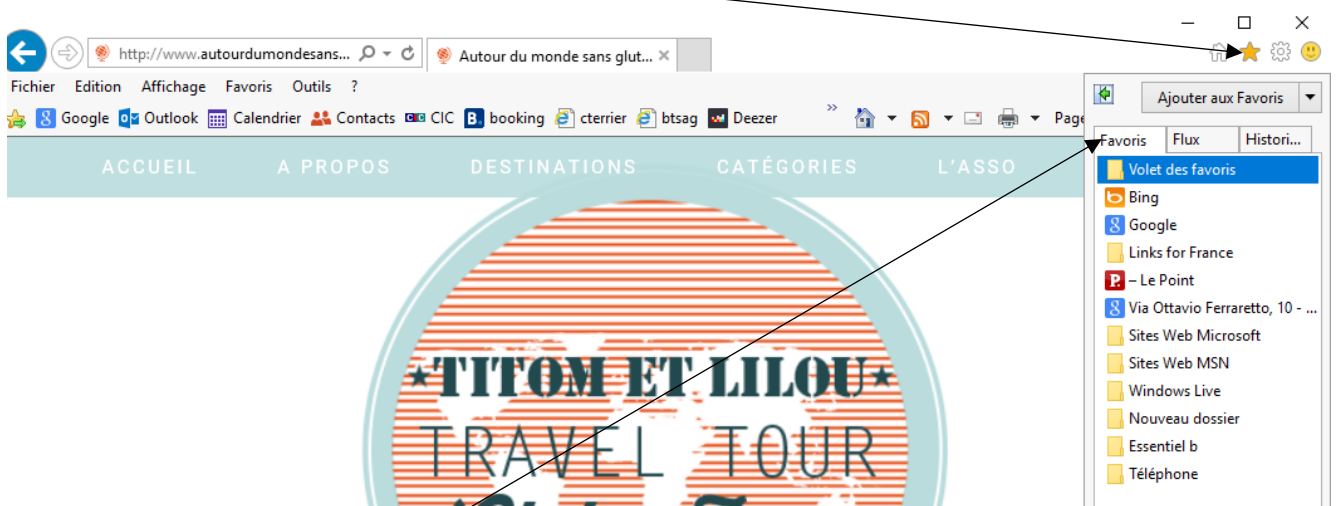 http://www.autourdumondesans...
Autour du monde sans glut...
Fichier Edition Affichage Favoris Outils ?
Google Outlook Calendrier Contacts CIC booking cterrier btsag Deezer » Page
Ajouter aux Favoris
Favoris Flux Histori...
Volet des favoris
Bing
Google
Links for France
– Le Point
Via Ottavio Ferraretto, 10 - ...
Sites Web Microsoft
Sites Web MSN
Windows Live
Nouveau dossier
Essentiel b
Téléphone
ACCUEIL A PROPOS DESTINATIONS CATÉGORIES L'ASSO
TITOM ET LILOU
TRAVEL TOUR